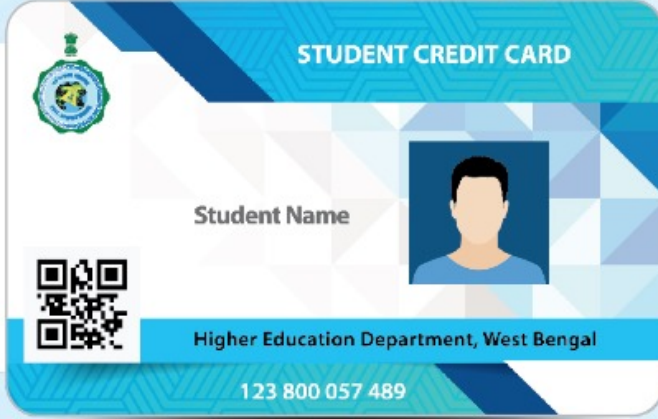 STUDENT CREDIT CARD
Student Name
Higher Education Department, West Bengal
123 800 057 489